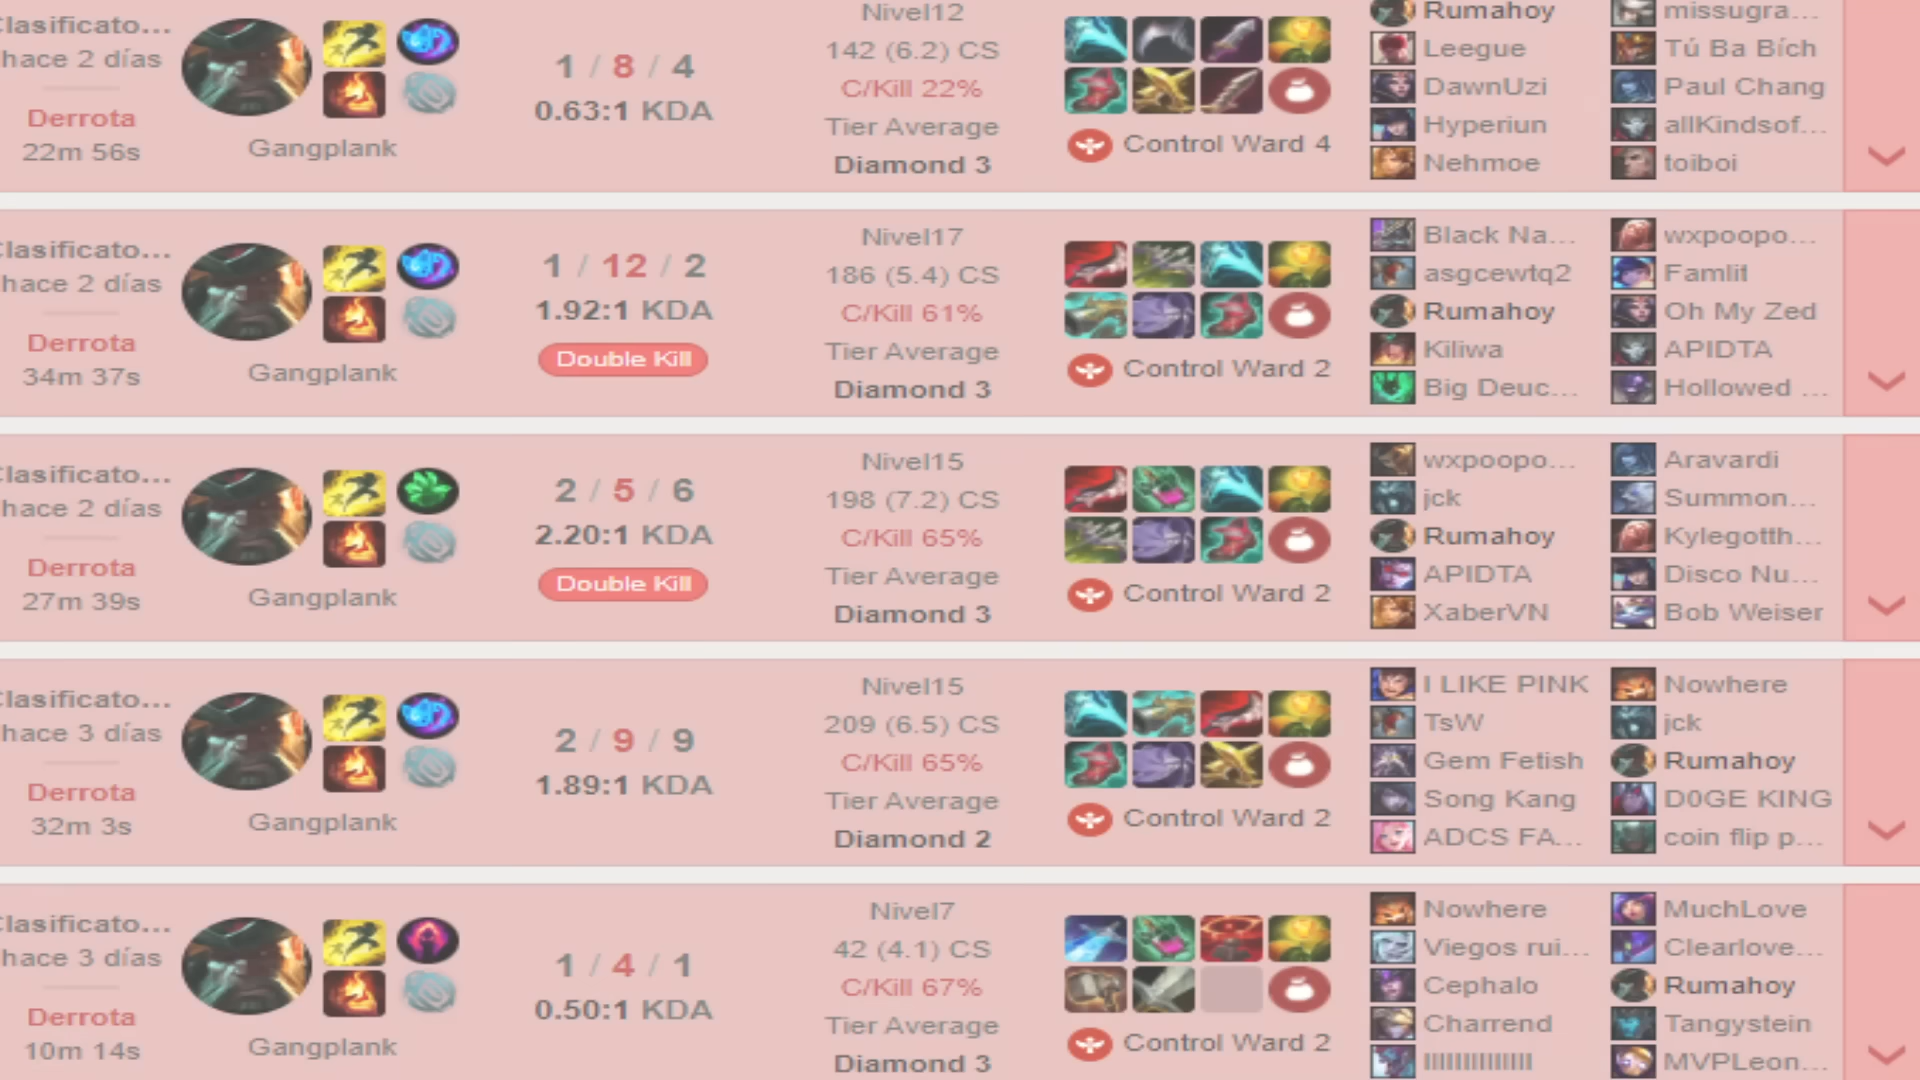 Clasificato...
hace 2 días
Derrota
22m 56s
Gangplank
1 / 8 / 4
0.63:1 KDA
Nivel12
142 (6.2) CS
C/Kill 22%
Tier Average
Diamond 3
Control Ward 4
Rumahoy
Leegue
DawnUzi
Hyperiun
Nehmoe
missugra...
Tú Ba Bích
Paul Chang
allKindsof...
toiboi
Clasificato...
hace 2 días
Derrota
34m 37s
Gangplank
1 / 12 / 2
1.92:1 KDA
Double Kill
Nivel17
186 (5.4) CS
C/Kill 61%
Tier Average
Diamond 3
Control Ward 2
Black Na...
asgcewtq2
Rumahoy
Kiliwa
Big Deuc...
wxpoopo...
Famlit
Oh My Zed
APIDTA
Hollowed ...
Clasificato...
hace 2 días
Derrota
27m 39s
Gangplank
2 / 5 / 6
2.20:1 KDA
Double Kill
Nivel15
198 (7.2) CS
C/Kill 65%
Tier Average
Diamond 3
Control Ward 2
wxpoopo...
jck
Rumahoy
APIDTA
XaberVN
Aravardi
Summon...
Kylegotth...
Disco Nu...
Bob Weiser
Clasificato...
hace 3 días
Derrota
32m 3s
Gangplank
2 / 9 / 9
1.89:1 KDA
Nivel15
209 (6.5) CS
C/Kill 65%
Tier Average
Diamond 2
Control Ward 2
I LIKE PINK
TsW
Gem Fetish
Song Kang
ADCS FA...
Nowhere
jck
Rumahoy
D0GE KING
coin flip p...
Clasificato...
hace 3 días
Derrota
10m 14s
Gangplank
1 / 4 / 1
0.50:1 KDA
Nivel7
42 (4.1) CS
C/Kill 67%
Tier Average
Diamond 3
Control Ward 2
Nowhere
Viegos rui...
Cephalo
Charrend
MuchLove
Clearlove...
Rumahoy
Tangystein
MVPLeon...